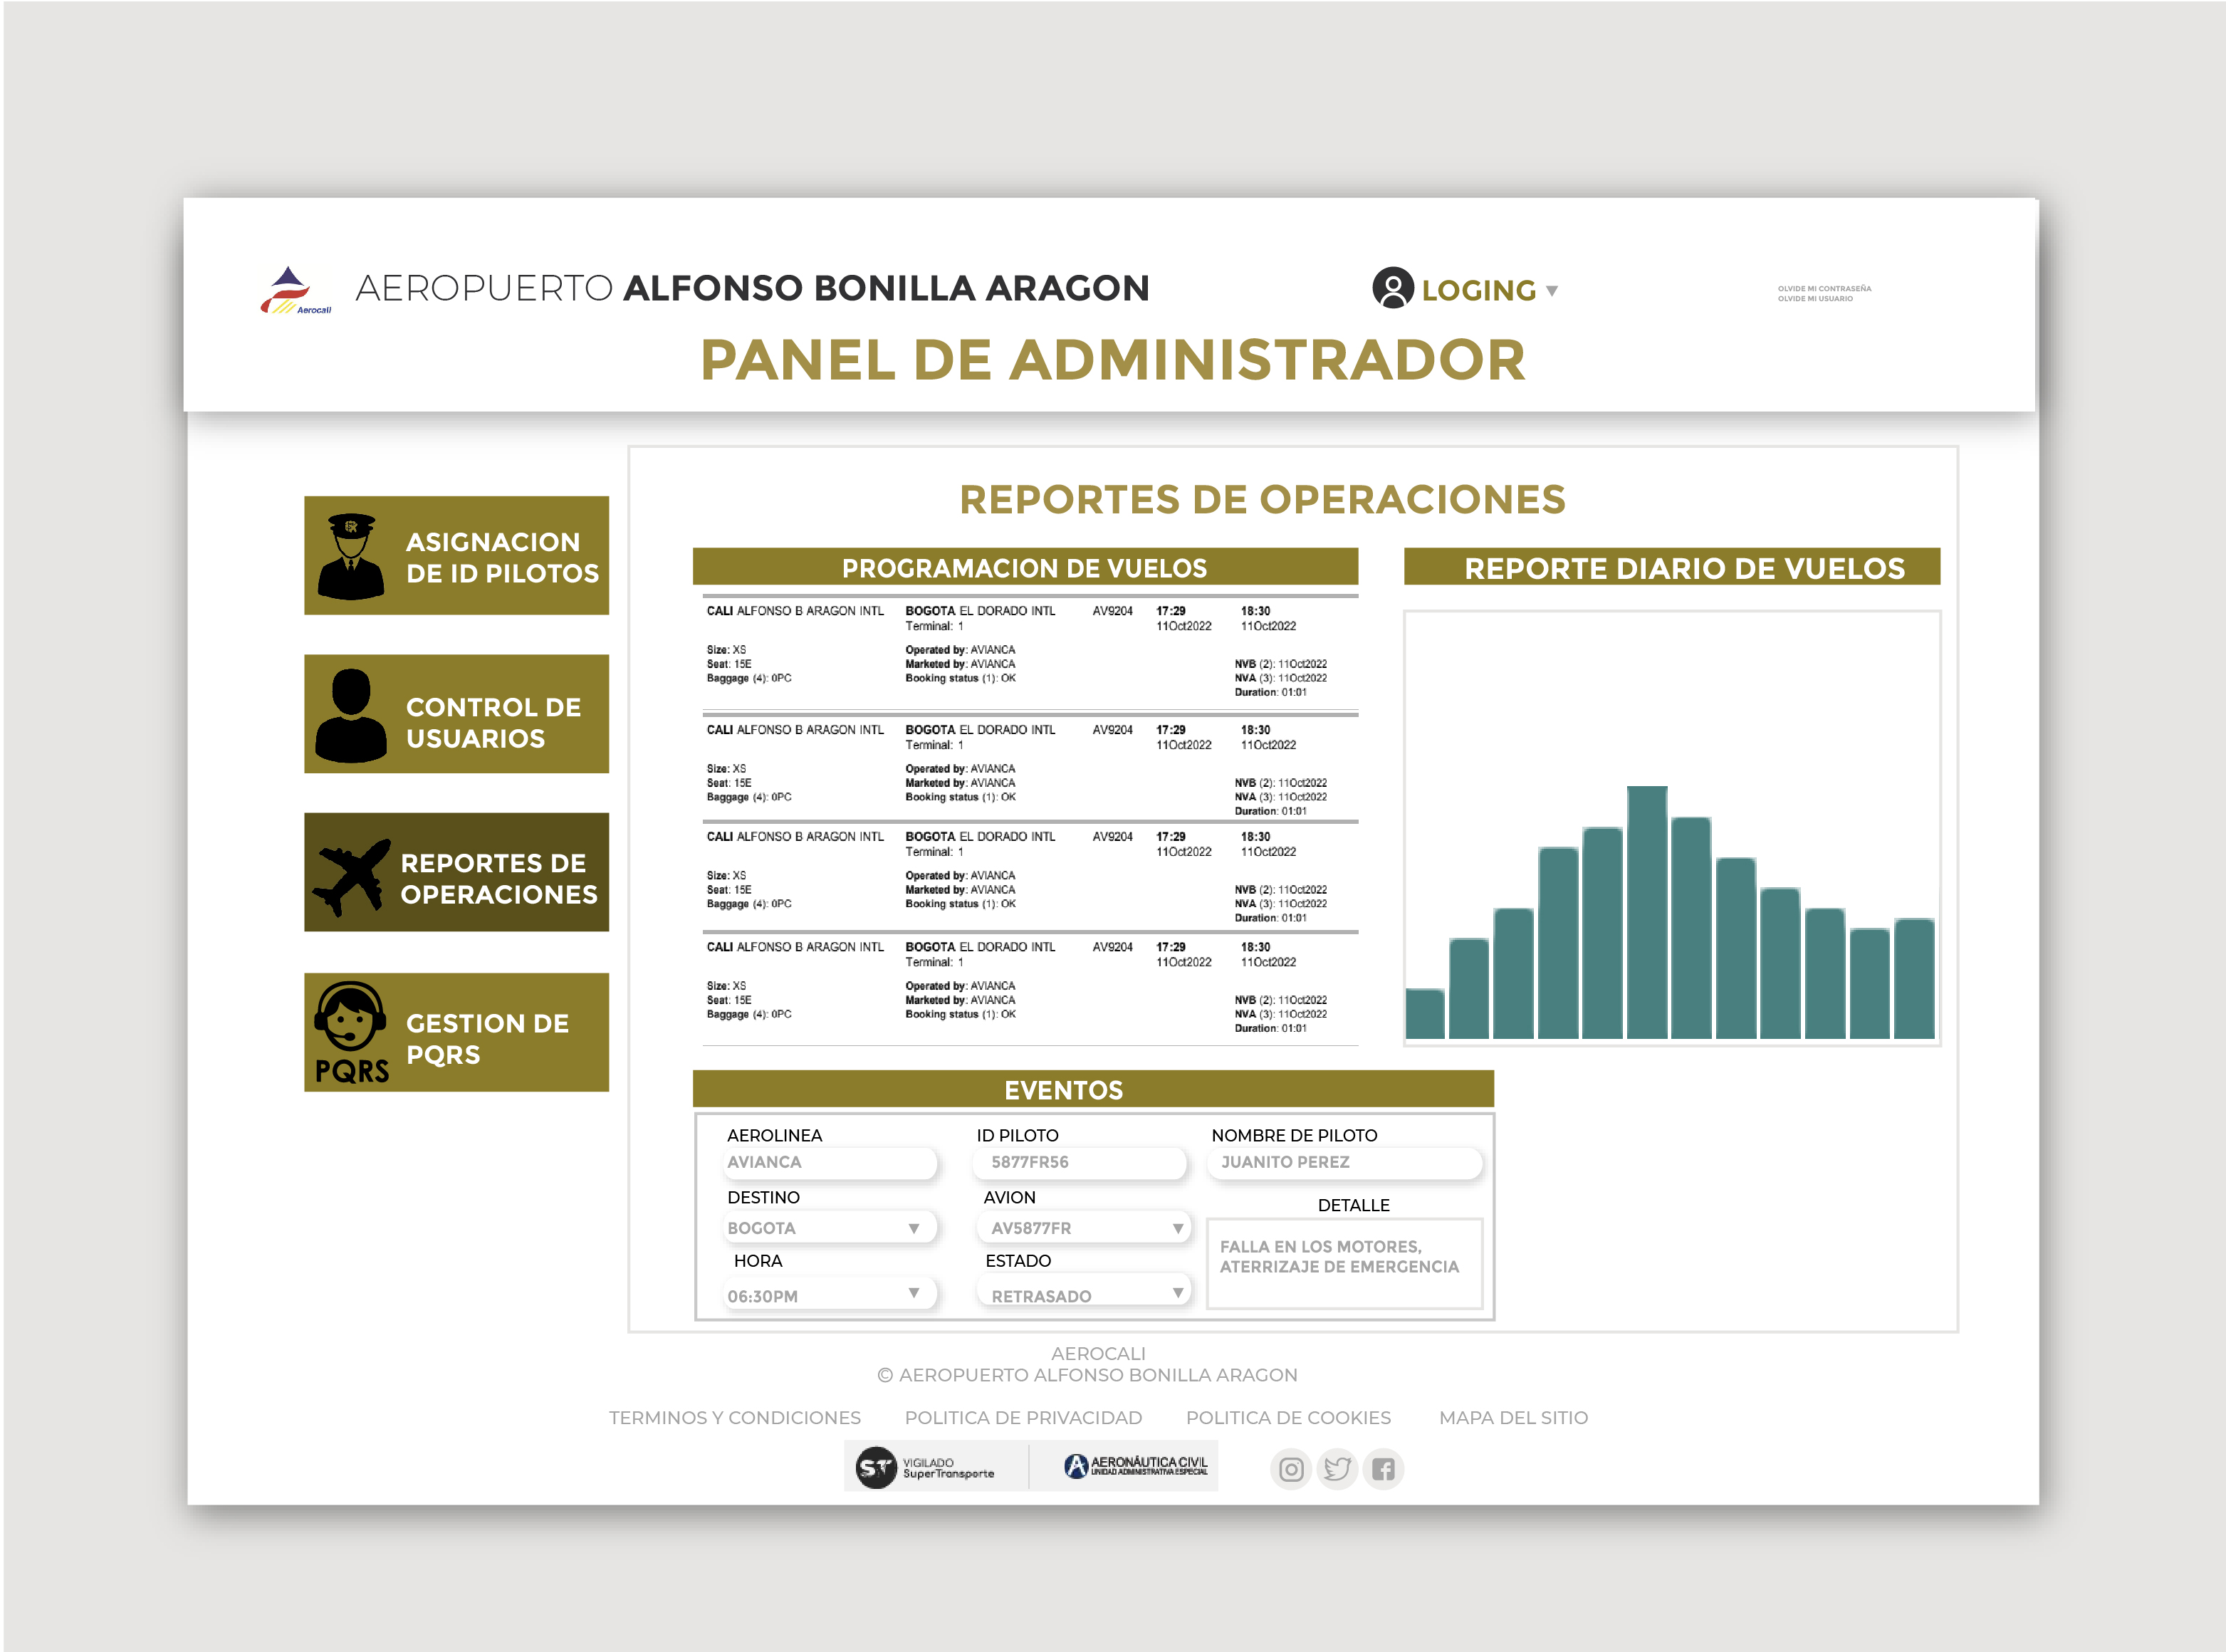 Aerocali
AEROPUERTO ALFONSO BONILLA ARAGON
LOGING
OLVIDE MI CONTRASEÑA
OLVIDE MI USUARIO
PANEL DE ADMINISTRADOR
ASIGNACION
DE ID PILOTOS
CONTROL DE
USUARIOS
REPORTES DE
OPERACIONES
PQRS
GESTION DE
PQRS
REPORTES DE OPERACIONES
PROGRAMACION DE VUELOS
CALI ALFONSO B ARAGON INTL BOGOTA EL DORADO INTL AV9204 17:29 18:30
Terminal: 1 11Oct2022 11Oct2022
Size: XS Operated by: AVIANCA
Seat: 15E Marketed by: AVIANCA NVB (2): 11Oct2022
Baggage (4): 0PC Booking status (1): OK NVA (3): 11Oct2022
Duration: 01:01
CALI ALFONSO B ARAGON INTL BOGOTA EL DORADO INTL AV9204 17:29 18:30
Terminal: 1 11Oct2022 11Oct2022
Size: XS Operated by: AVIANCA
Seat: 15E Marketed by: AVIANCA NVB (2): 11Oct2022
Baggage (4): 0PC Booking status (1): OK NVA (3): 11Oct2022
Duration: 01:01
CALI ALFONSO B ARAGON INTL BOGOTA EL DORADO INTL AV9204 17:29 18:30
Terminal: 1 11Oct2022 11Oct2022
Size: XS Operated by: AVIANCA
Seat: 15E Marketed by: AVIANCA NVB (2): 11Oct2022
Baggage (4): 0PC Booking status (1): OK NVA (3): 11Oct2022
Duration: 01:01
CALI ALFONSO B ARAGON INTL BOGOTA EL DORADO INTL AV9204 17:29 18:30
Terminal: 1 11Oct2022 11Oct2022
Size: XS Operated by: AVIANCA
Seat: 15E Marketed by: AVIANCA NVB (2): 11Oct2022
Baggage (4): 0PC Booking status (1): OK NVA (3): 11Oct2022
Duration: 01:01
REPORTE DIARIO DE VUELOS
EVENTOS
AEROLINEA ID PILOTO NOMBRE DE PILOTO
AVIANCA 5877FR56 JUANITO PEREZ
DESTINO AVION DETALLE
BOGOTA AV5877FR
FALLA EN LOS MOTORES,
ATERRIZAJE DE EMERGENCIA
HORA ESTADO
06:30PM RETRASADO
AEROCALI
© AEROPUERTO ALFONSO BONILLA ARAGON
TERMINOS Y CONDICIONES POLITICA DE PRIVACIDAD POLITICA DE COOKIES MAPA DEL SITIO
ST VIGILADO
SuperTransporte
AERONÁUTICA CIVIL
UNIDAD ADMINISTRATIVA ESPECIAL